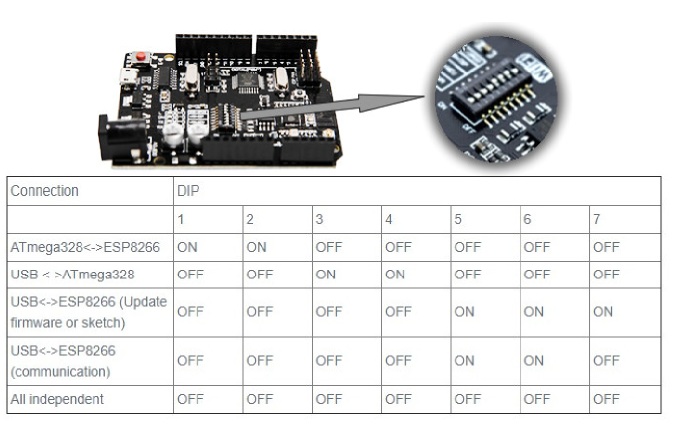 WiFi
ON
Connection DIP
1 2 3 4 5 6 7
ATmega328<->ESP8266 ON ON OFF OFF OFF OFF OFF
USB <->ATmega328 OFF OFF ON ON OFF OFF OFF
USB<->ESP8266 (Update
firmware or sketch) OFF OFF OFF OFF ON ON ON
USB<->ESP8266
(communication) OFF OFF OFF OFF ON ON OFF
All independent OFF OFF OFF OFF OFF OFF OFF